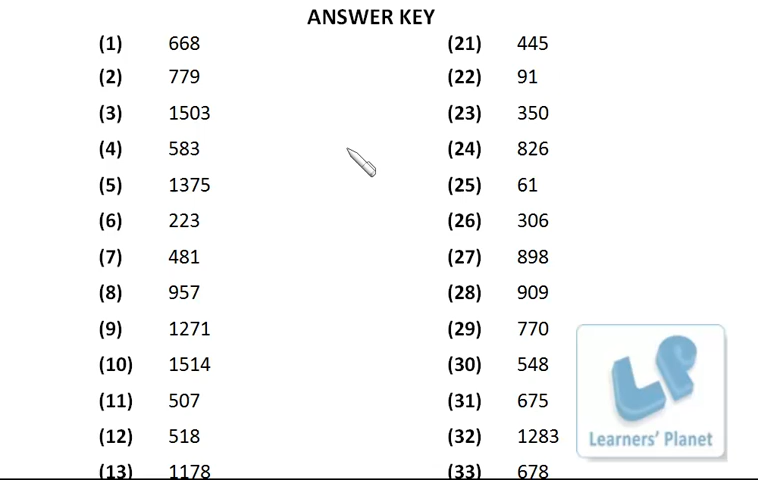 ANSWER KEY
(1) 668 (21) 445
(2) 779 (22) 91
(3) 1503 (23) 350
(4) 583 (24) 826
(5) 1375 (25) 61
(6) 223 (26) 306
(7) 481 (27) 898
(8) 957 (28) 909
(9) 1271 (29) 770
(10) 1514 (30) 548
(11) 507 (31) 675
(12) 518 (32) 1283
(13) 1178 (33) 678
LP
Learners' Planet